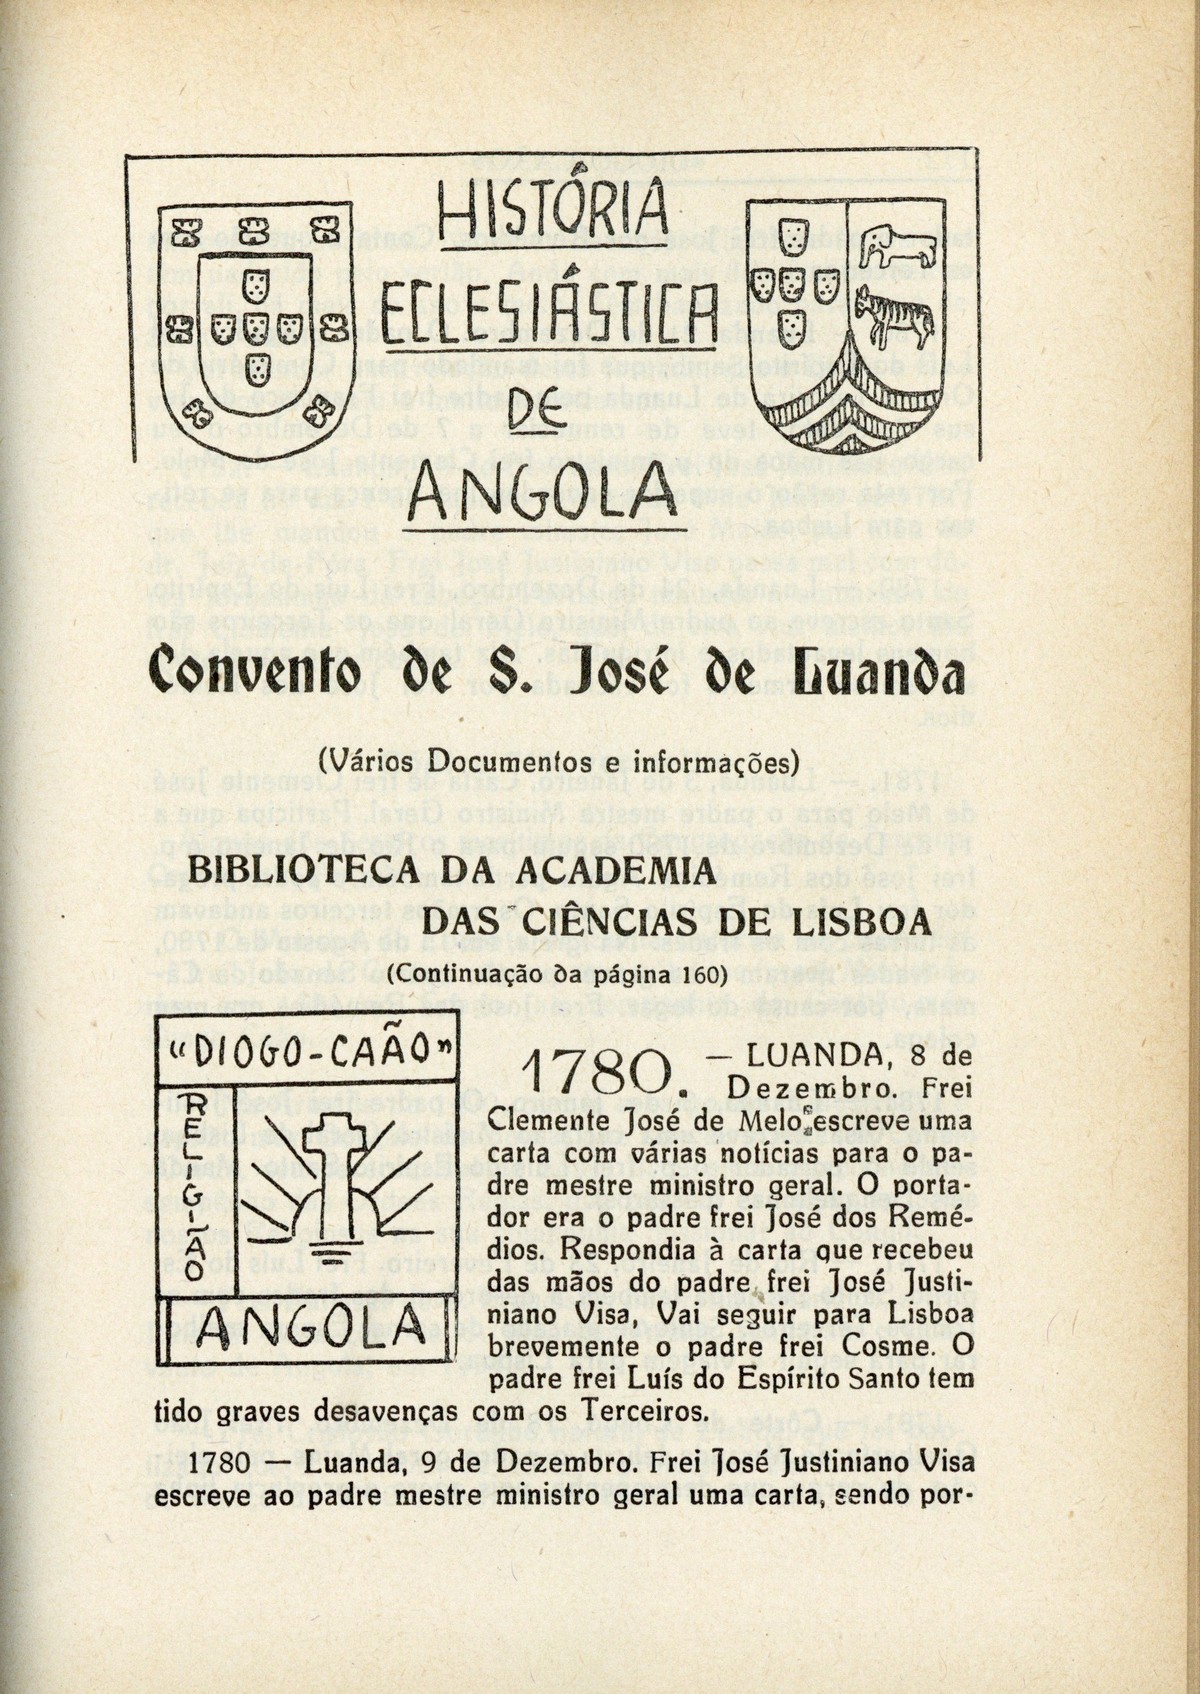 HISTÓRIA
ECLESIÁSTICA
DE
ANGOLA
Convento de S. José de Luanda
(Vários Documentos e informações)
BIBLIOTECA DA ACADEMIA
DAS CIÊNCIAS DE LISBOA
(Continuação da página 160)
"DIOGO-CAÃO"
RELIGIÃO
ANGOLA
1780. — LUANDA, 8 de
Dezembro. Frei
Clemente José de Melo escreve uma
carta com várias notícias para o pa-
dre mestre ministro geral. O porta-
dor era o padre frei José dos Remé-
dios. Respondia à carta que recebeu
das mãos do padre frei José Justi-
niano Visa, Vai seguir para Lisboa
brevemente o padre frei Cosme. O
padre frei Luís do Espírito Santo tem
tido graves desavenças com os Terceiros.
1780 — Luanda, 9 de Dezembro. Frei José Justiniano Visa
escreve ao padre mestre ministro geral uma carta, sendo por-